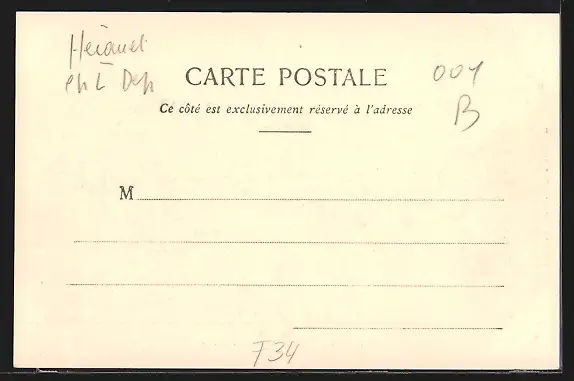 CARTE POSTALE
001
B
Ce côté est exclusivement réservé à l'adresse
M
F34